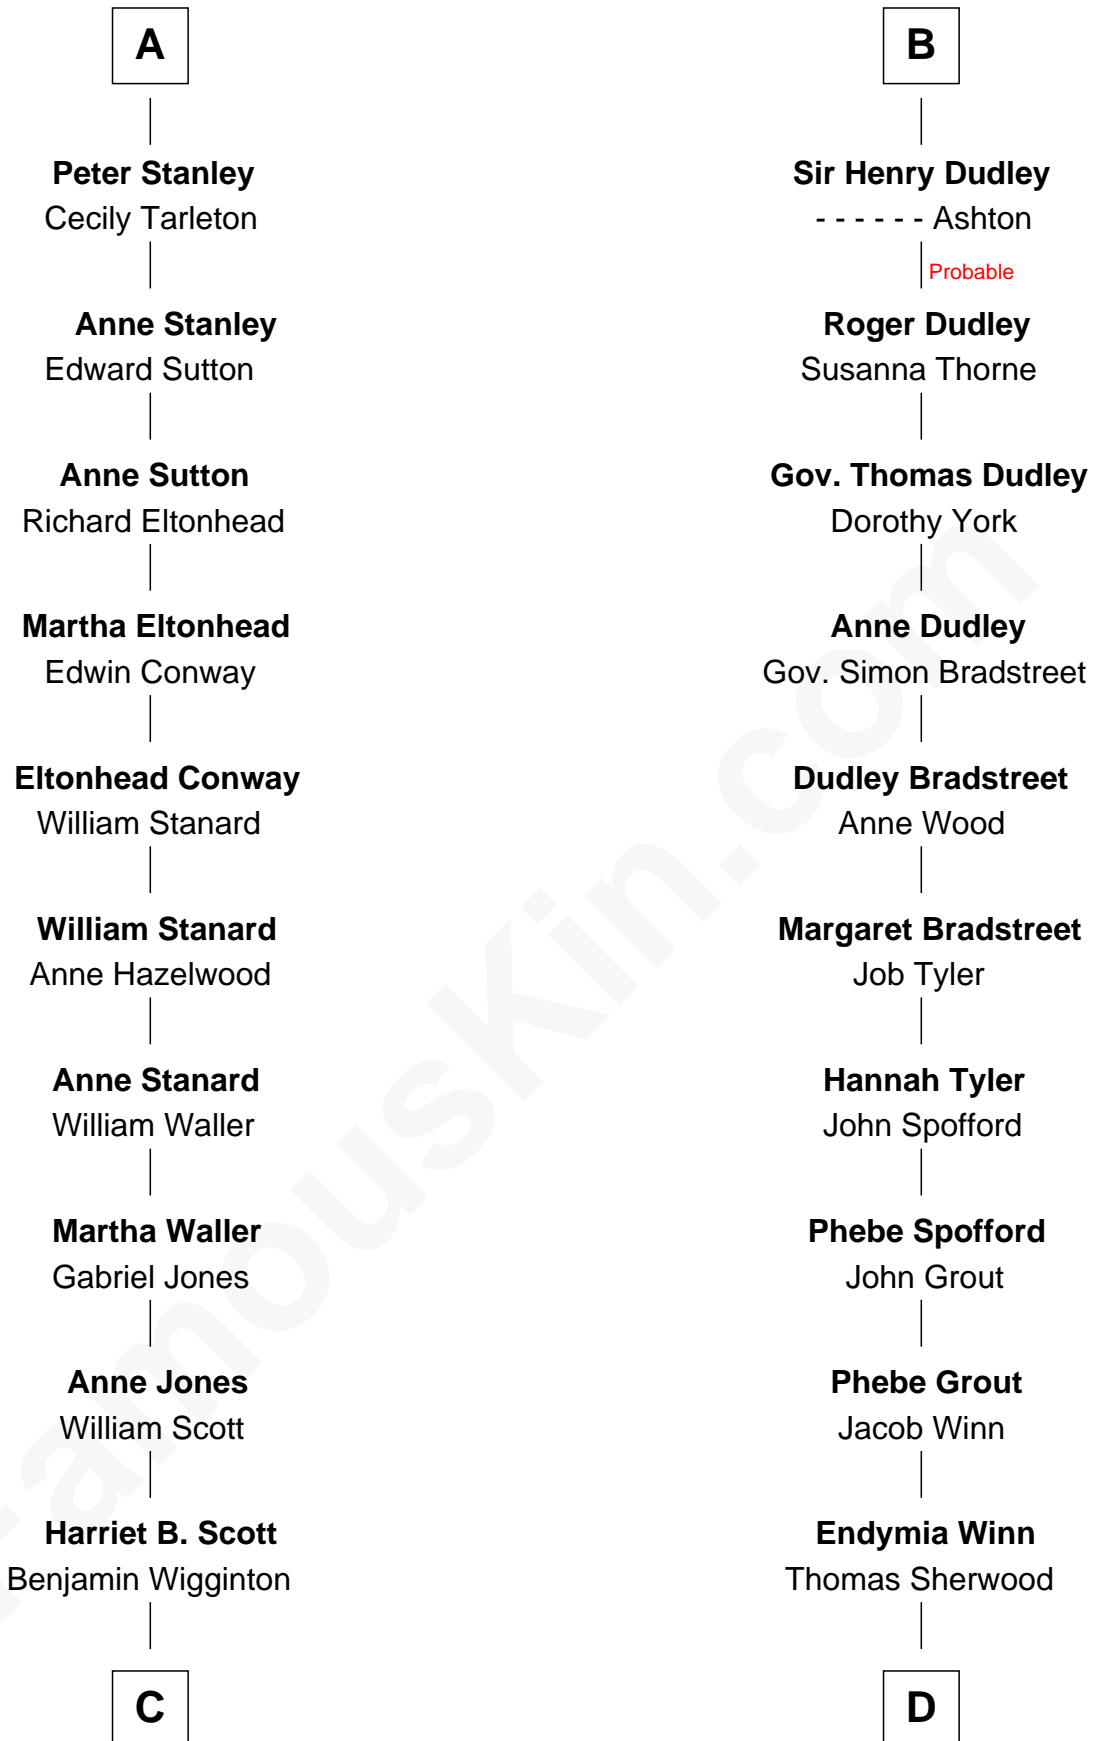 A
Peter Stanley
Cecily Tarleton
Anne Stanley
Edward Sutton
Anne Sutton
Richard Eltonhead
Martha Eltonhead
Edwin Conway
Eltonhead Conway
William Stanard
William Stanard
Anne Hazelwood
Anne Stanard
William Waller
Martha Waller
Gabriel Jones
Anne Jones
William Scott
Harriet B. Scott
Benjamin Wigginton
C
B
Sir Henry Dudley
- - - - - - Ashton
Probable
Roger Dudley
Susanna Thorne
Gov. Thomas Dudley
Dorothy York
Anne Dudley
Gov. Simon Bradstreet
Dudley Bradstreet
Anne Wood
Margaret Bradstreet
Job Tyler
Hannah Tyler
John Spofford
Phebe Spofford
John Grout
Phebe Grout
Jacob Winn
Endymia Winn
Thomas Sherwood
D
FamousKin.com